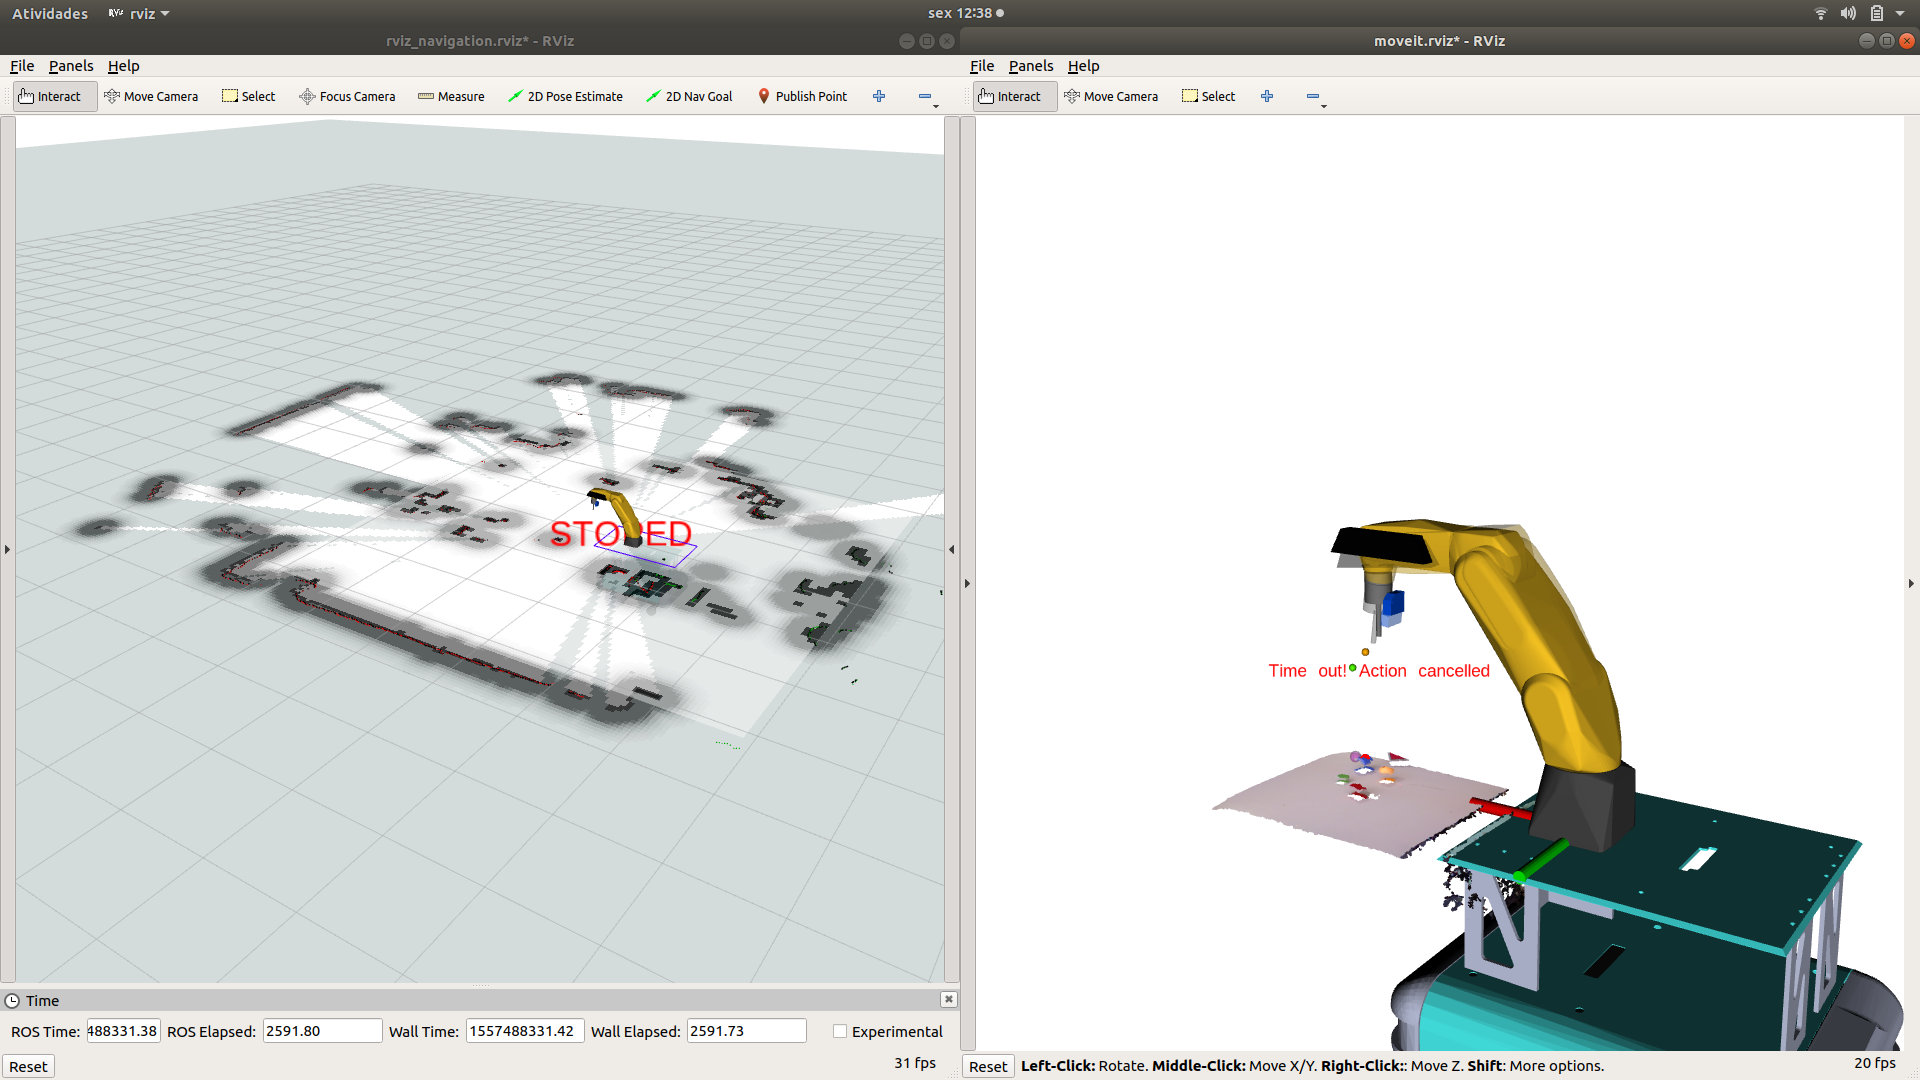 Atividades rviz sex 12:38
rviz_navigation.rviz* - RViz
File Panels Help
Interact Move Camera Select Focus Camera Measure 2D Pose Estimate 2D Nav Goal Publish Point
STO ED
Time
ROS Time: 488331.38 ROS Elapsed: 2591.80 Wall Time: 1557488331.42 Wall Elapsed: 2591.73 Experimental
Reset 31 fps
moveit.rviz* - RViz
File Panels Help
Interact Move Camera Select
Time out! Action cancelled
Reset Left-Click: Rotate. Middle-Click: Move X/Y. Right-Click:: Move Z. Shift: More options. 20 fps